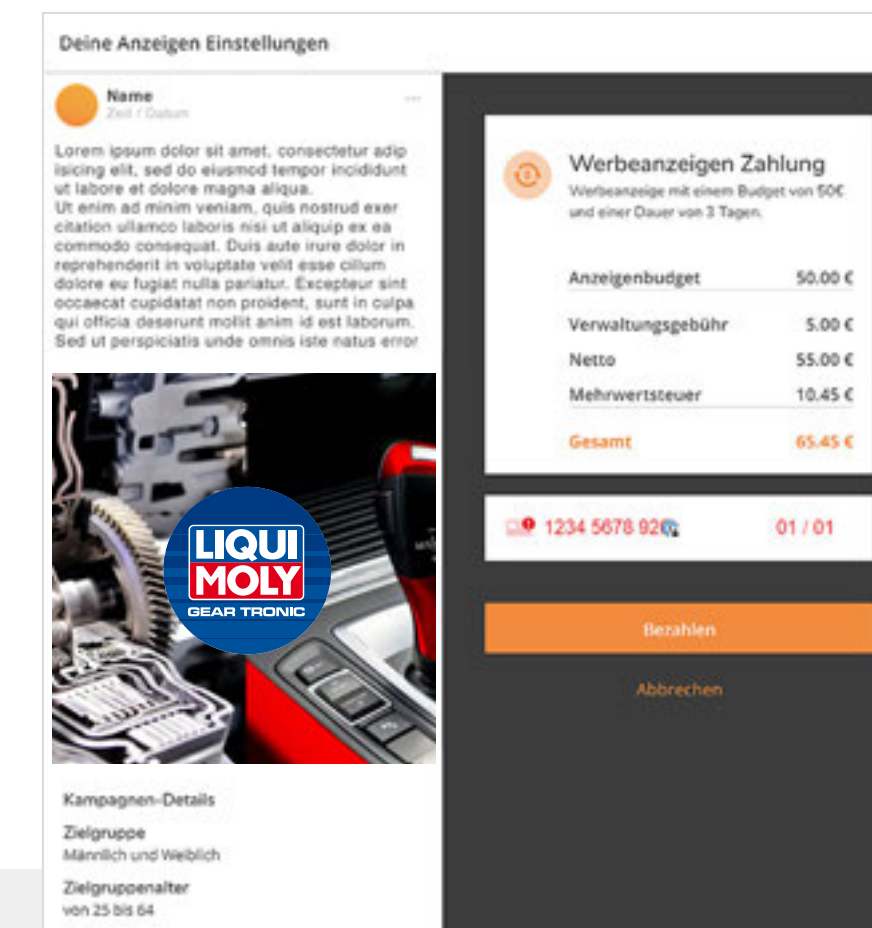 Deine Anzeigen Einstellungen
Name
Zeit / Datum
Lorem ipsum dolor sit amet, consectetur adip
isicing elit, sed do eiusmod tempor incididunt
ut labore et dolore magna aliqua.
Ut enim ad minim veniam, quis nostrud exer
citation ullamco laboris nisi ut aliquip ex ea
commodo consequat. Duis aute irure dolor in
reprehenderit in voluptate velit esse cillum
dolore eu fugiat nulla pariatur. Excepteur sint
occaecat cupidatat non proident, sunt in culpa
qui officia deserunt mollit anim id est laborum.
Sed ut perspiciatis unde omnis iste natus error
LIQUI
MOLY
GEAR TRONIC
Kampagnen-Details
Zielgruppe
Männlich und Weiblich
Zielgruppenalter
von 25 bis 64
Werbeanzeigen Zahlung
Werbeanzeige mit einem Budget von 50€
und einer Dauer von 3 Tagen.
Anzeigenbudget 50.00 €
Verwaltungsgebühr 5.00 €
Netto 55.00 €
Mehrwertsteuer 10.45 €
Gesamt 65.45 €
1234 5678 92 01 / 01
Bezahlen
Abbrechen